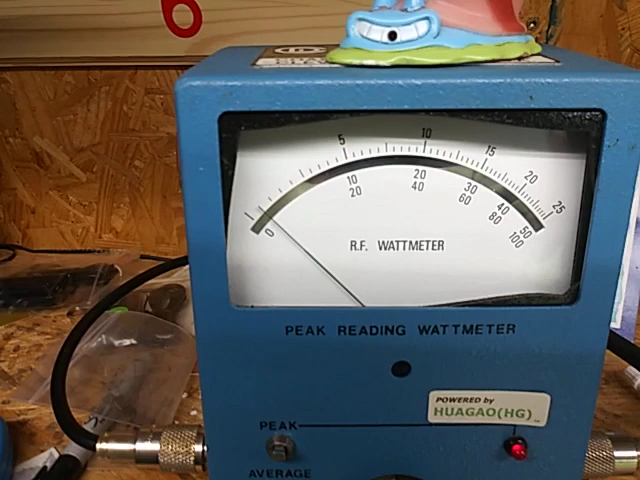 6
5 10 15 20 25
0 10 20 30 40 50
20 40 60 80 100
R.F. WATTMETER
PEAK READING WATTMETER
POWERED by
HUAGAO(HG)
PEAK
AVERAGE